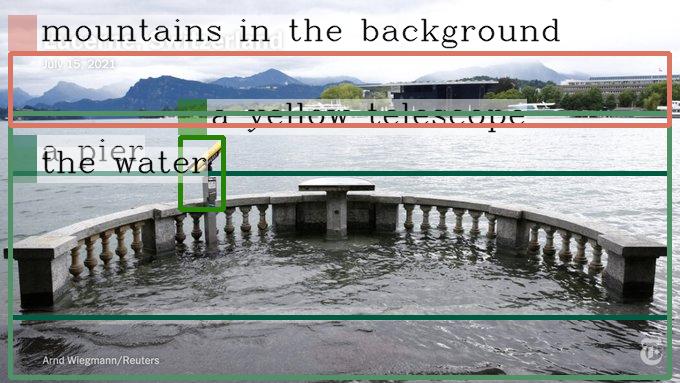 mountains in the background
Lucerne, Switzerland
July 15, 2021
a yellow telescope
a pier
the water
Arnd Wiegmann/Reuters
T